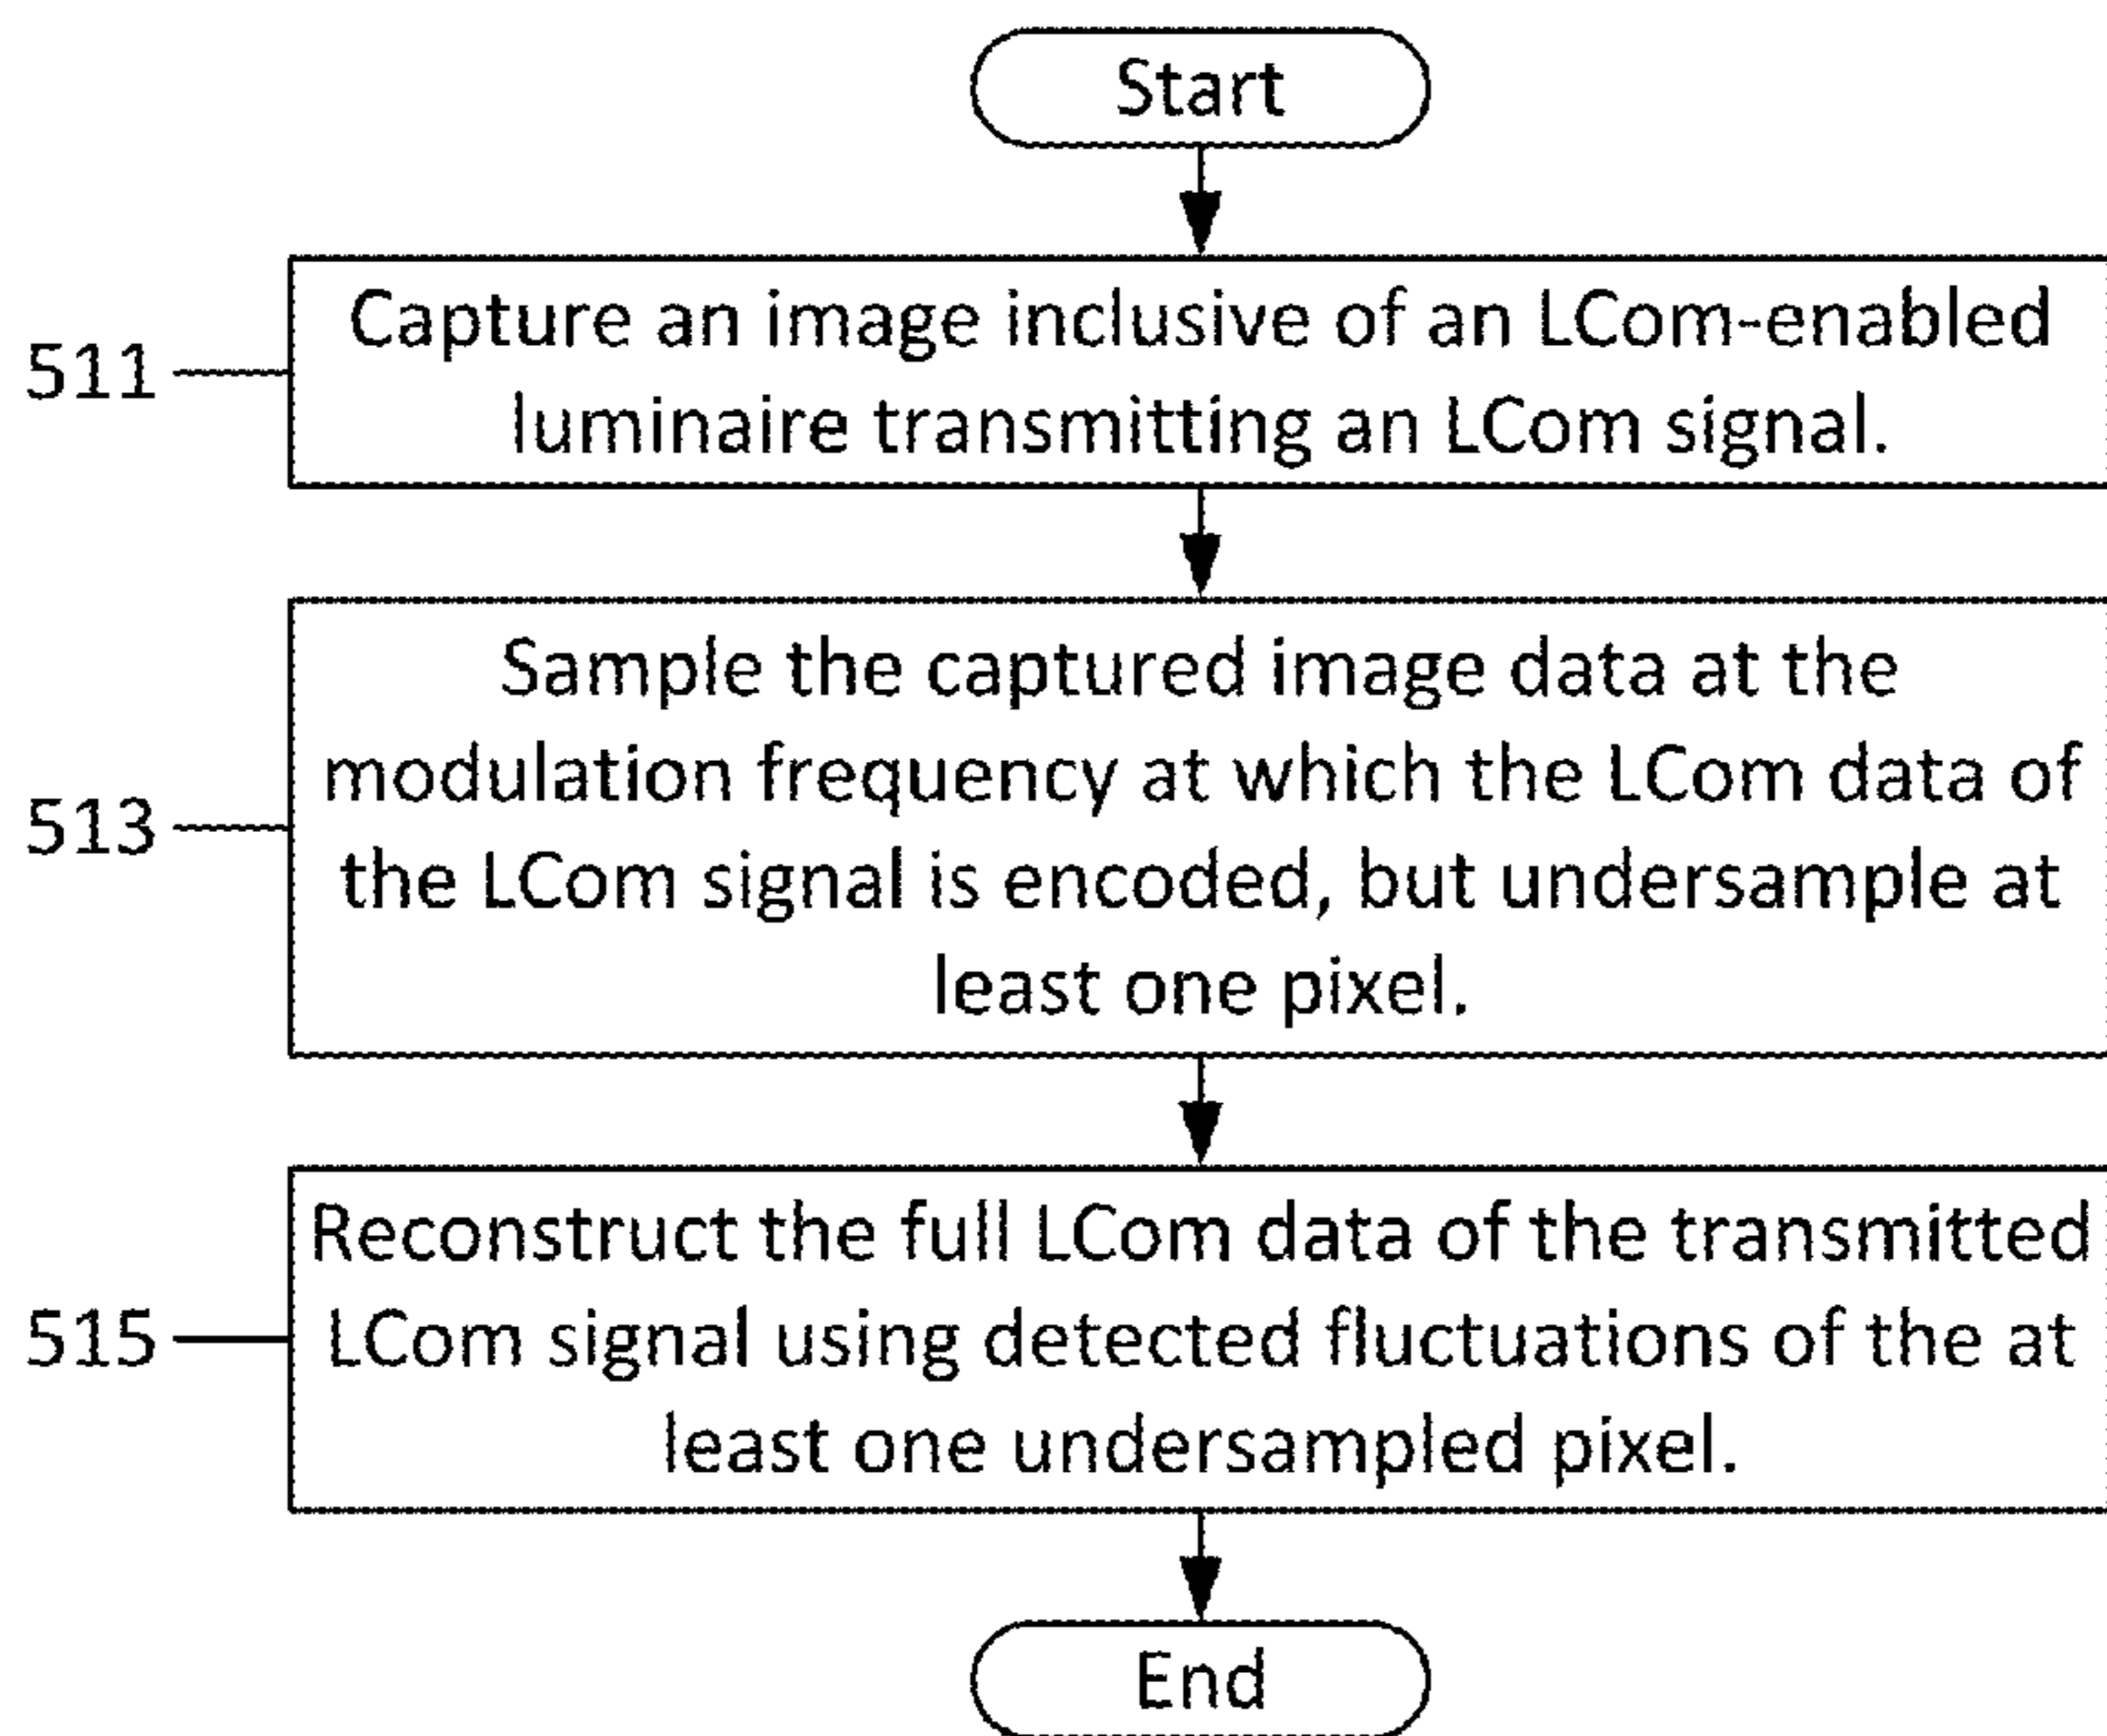 Start
511
Capture an image inclusive of an LCom-enabled
luminaire transmitting an LCom signal.
513
Sample the captured image data at the
modulation frequency at which the LCom data of
the LCom signal is encoded, but undersample at
least one pixel.
515
Reconstruct the full LCom data of the transmitted
LCom signal using detected fluctuations of the at
least one undersampled pixel.
End